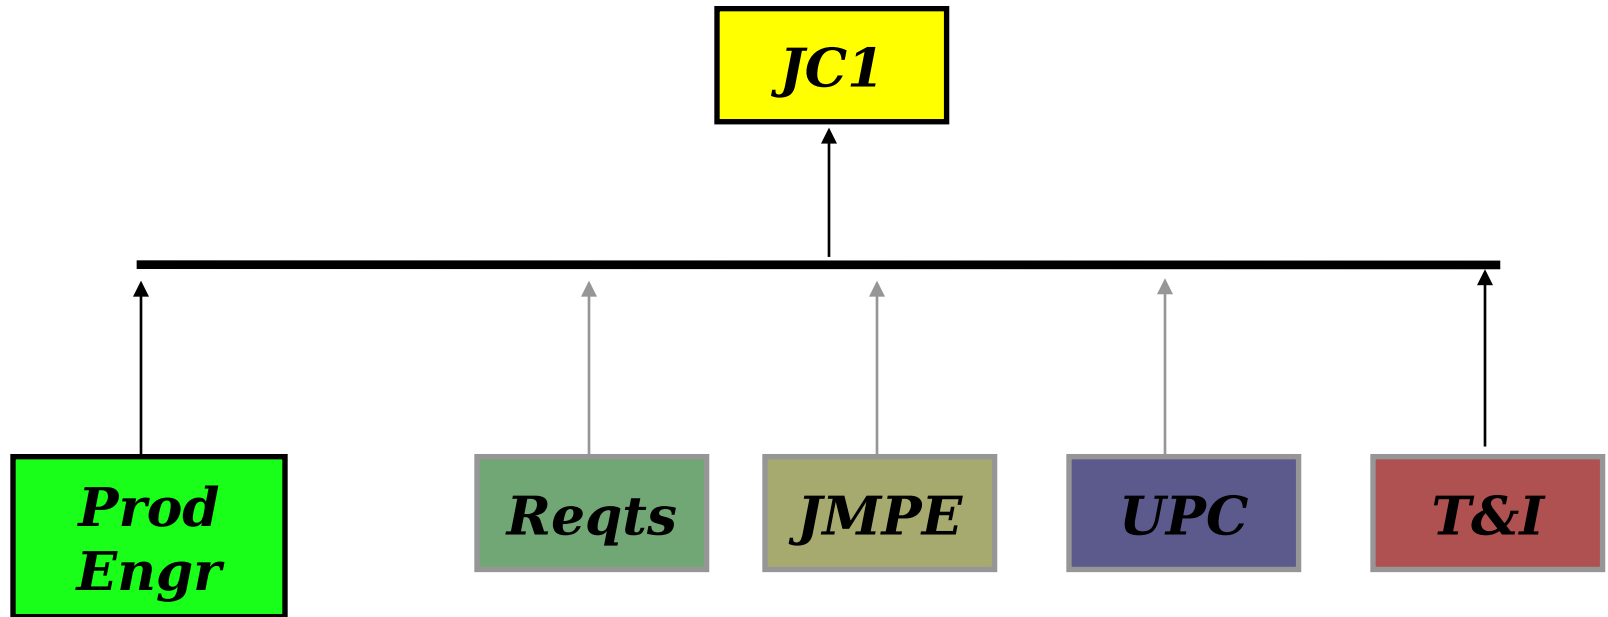 JC1
Prod
Engr
Reqts
JMPE
UPC
T&I